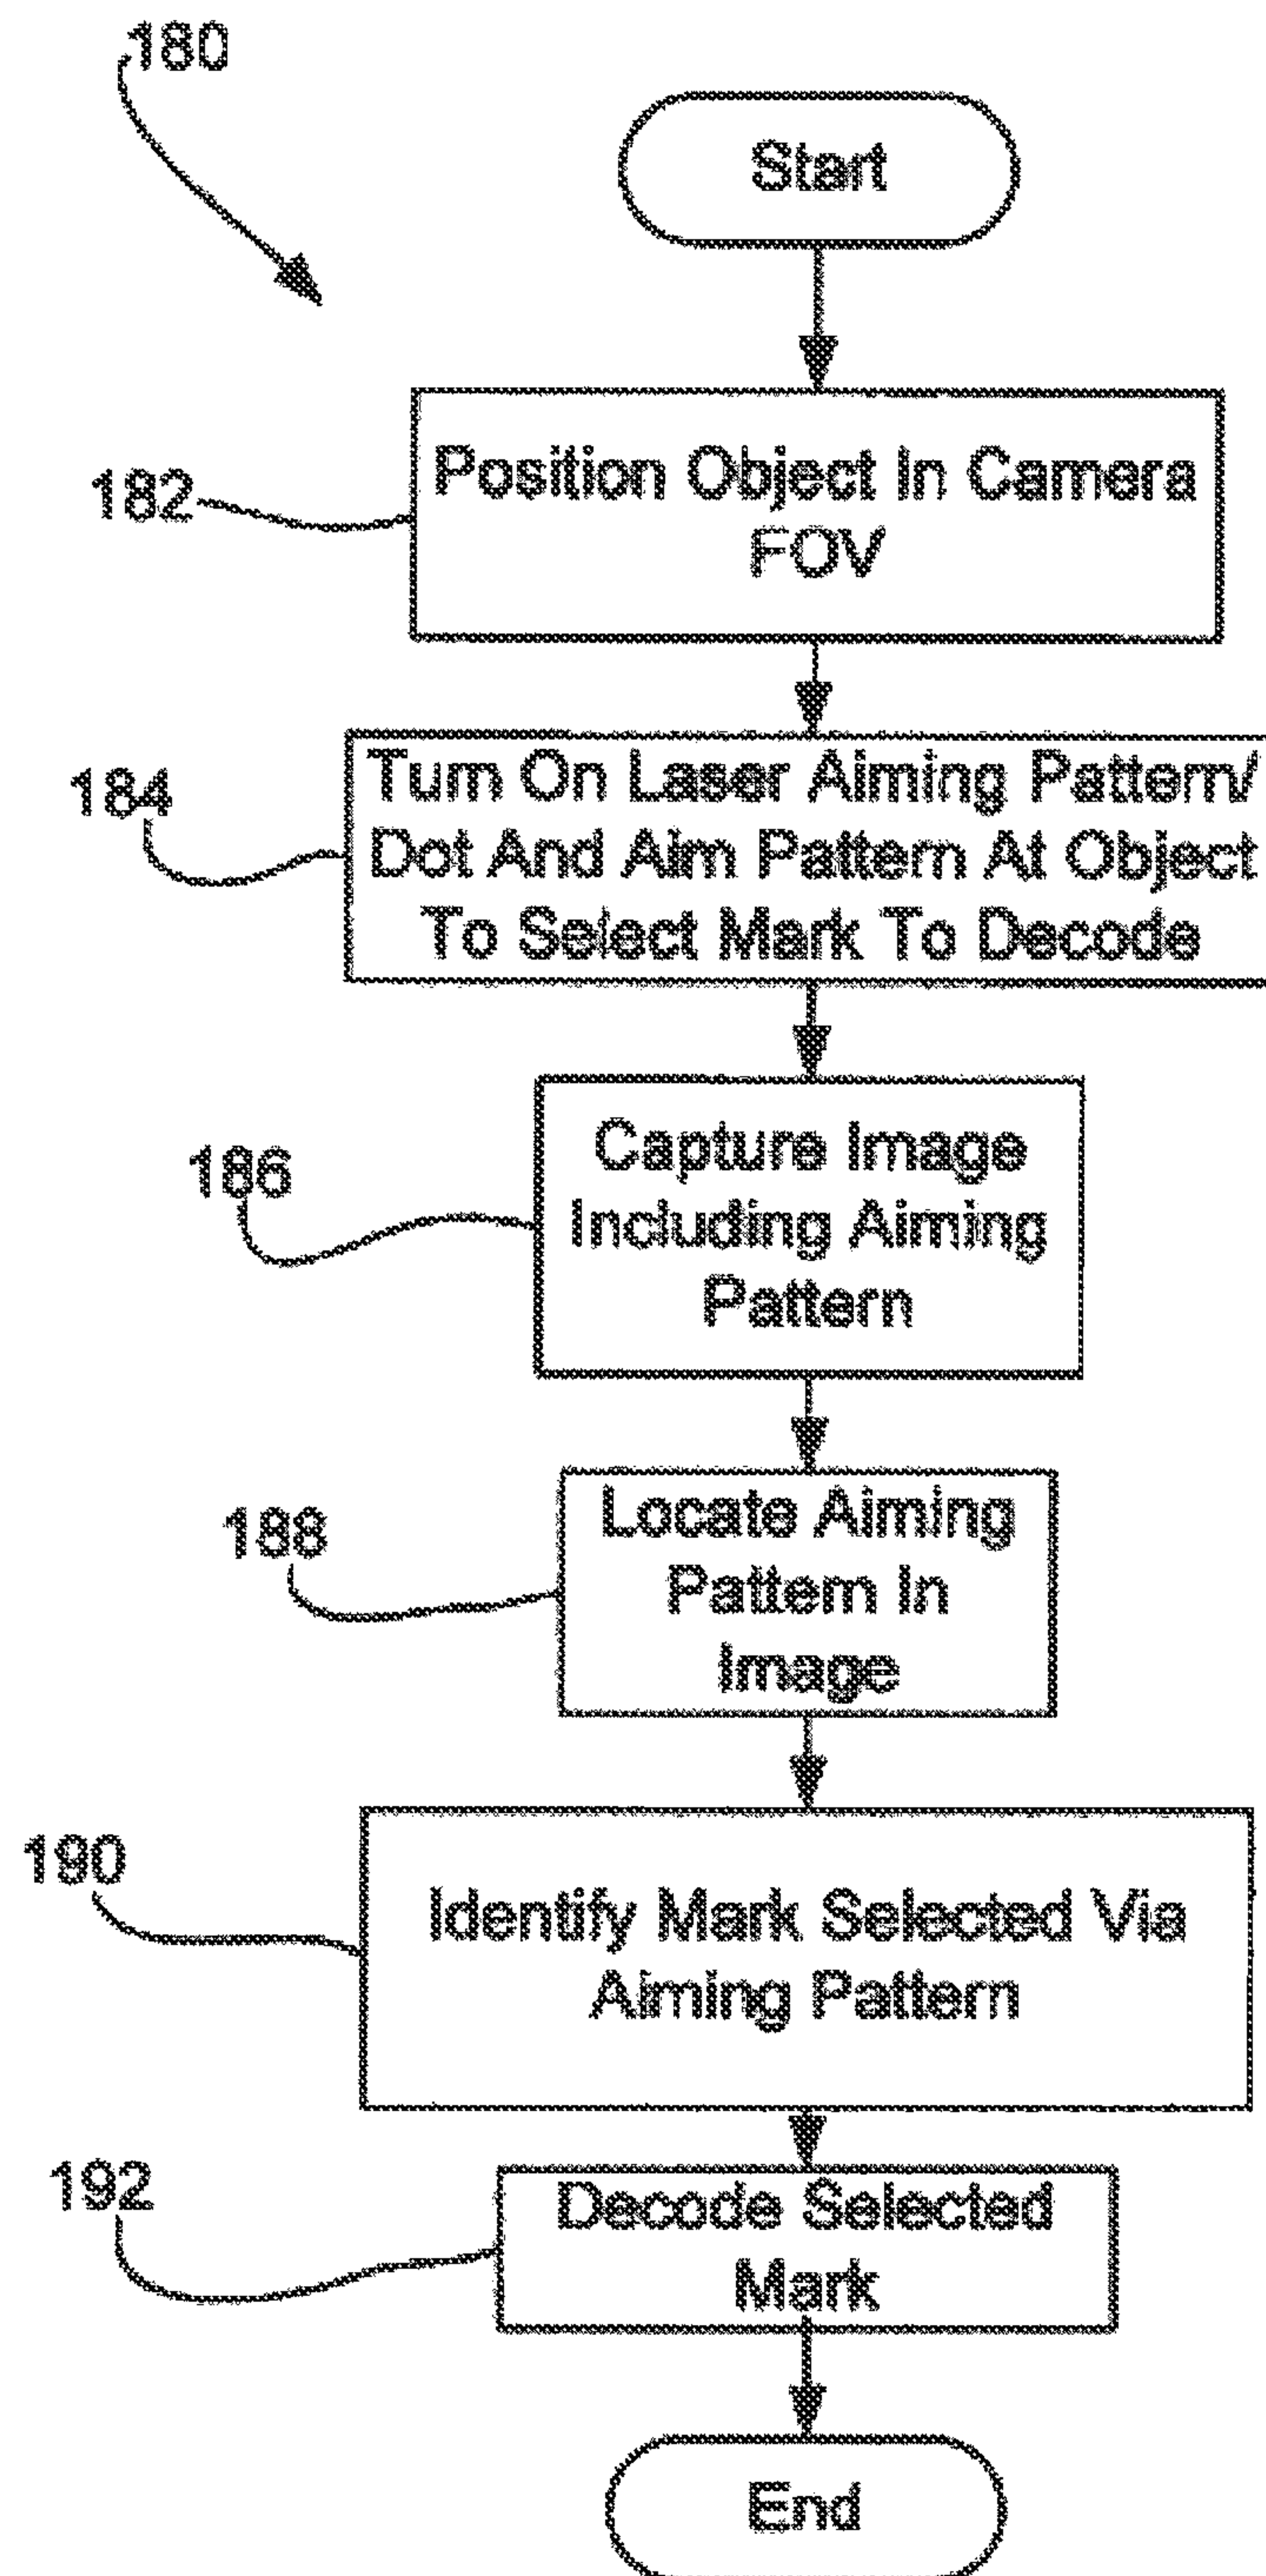 180
Start
182
Position Object In Camera
FOV
184
Turn On Laser Aiming Pattern/
Dot And Aim Pattern At Object
To Select Mark To Decode
186
Capture Image
Including Aiming
Pattern
188
Locate Aiming
Pattern In
Image
190
Identify Mark Selected Via
Aiming Pattern
192
Decode Selected
Mark
End